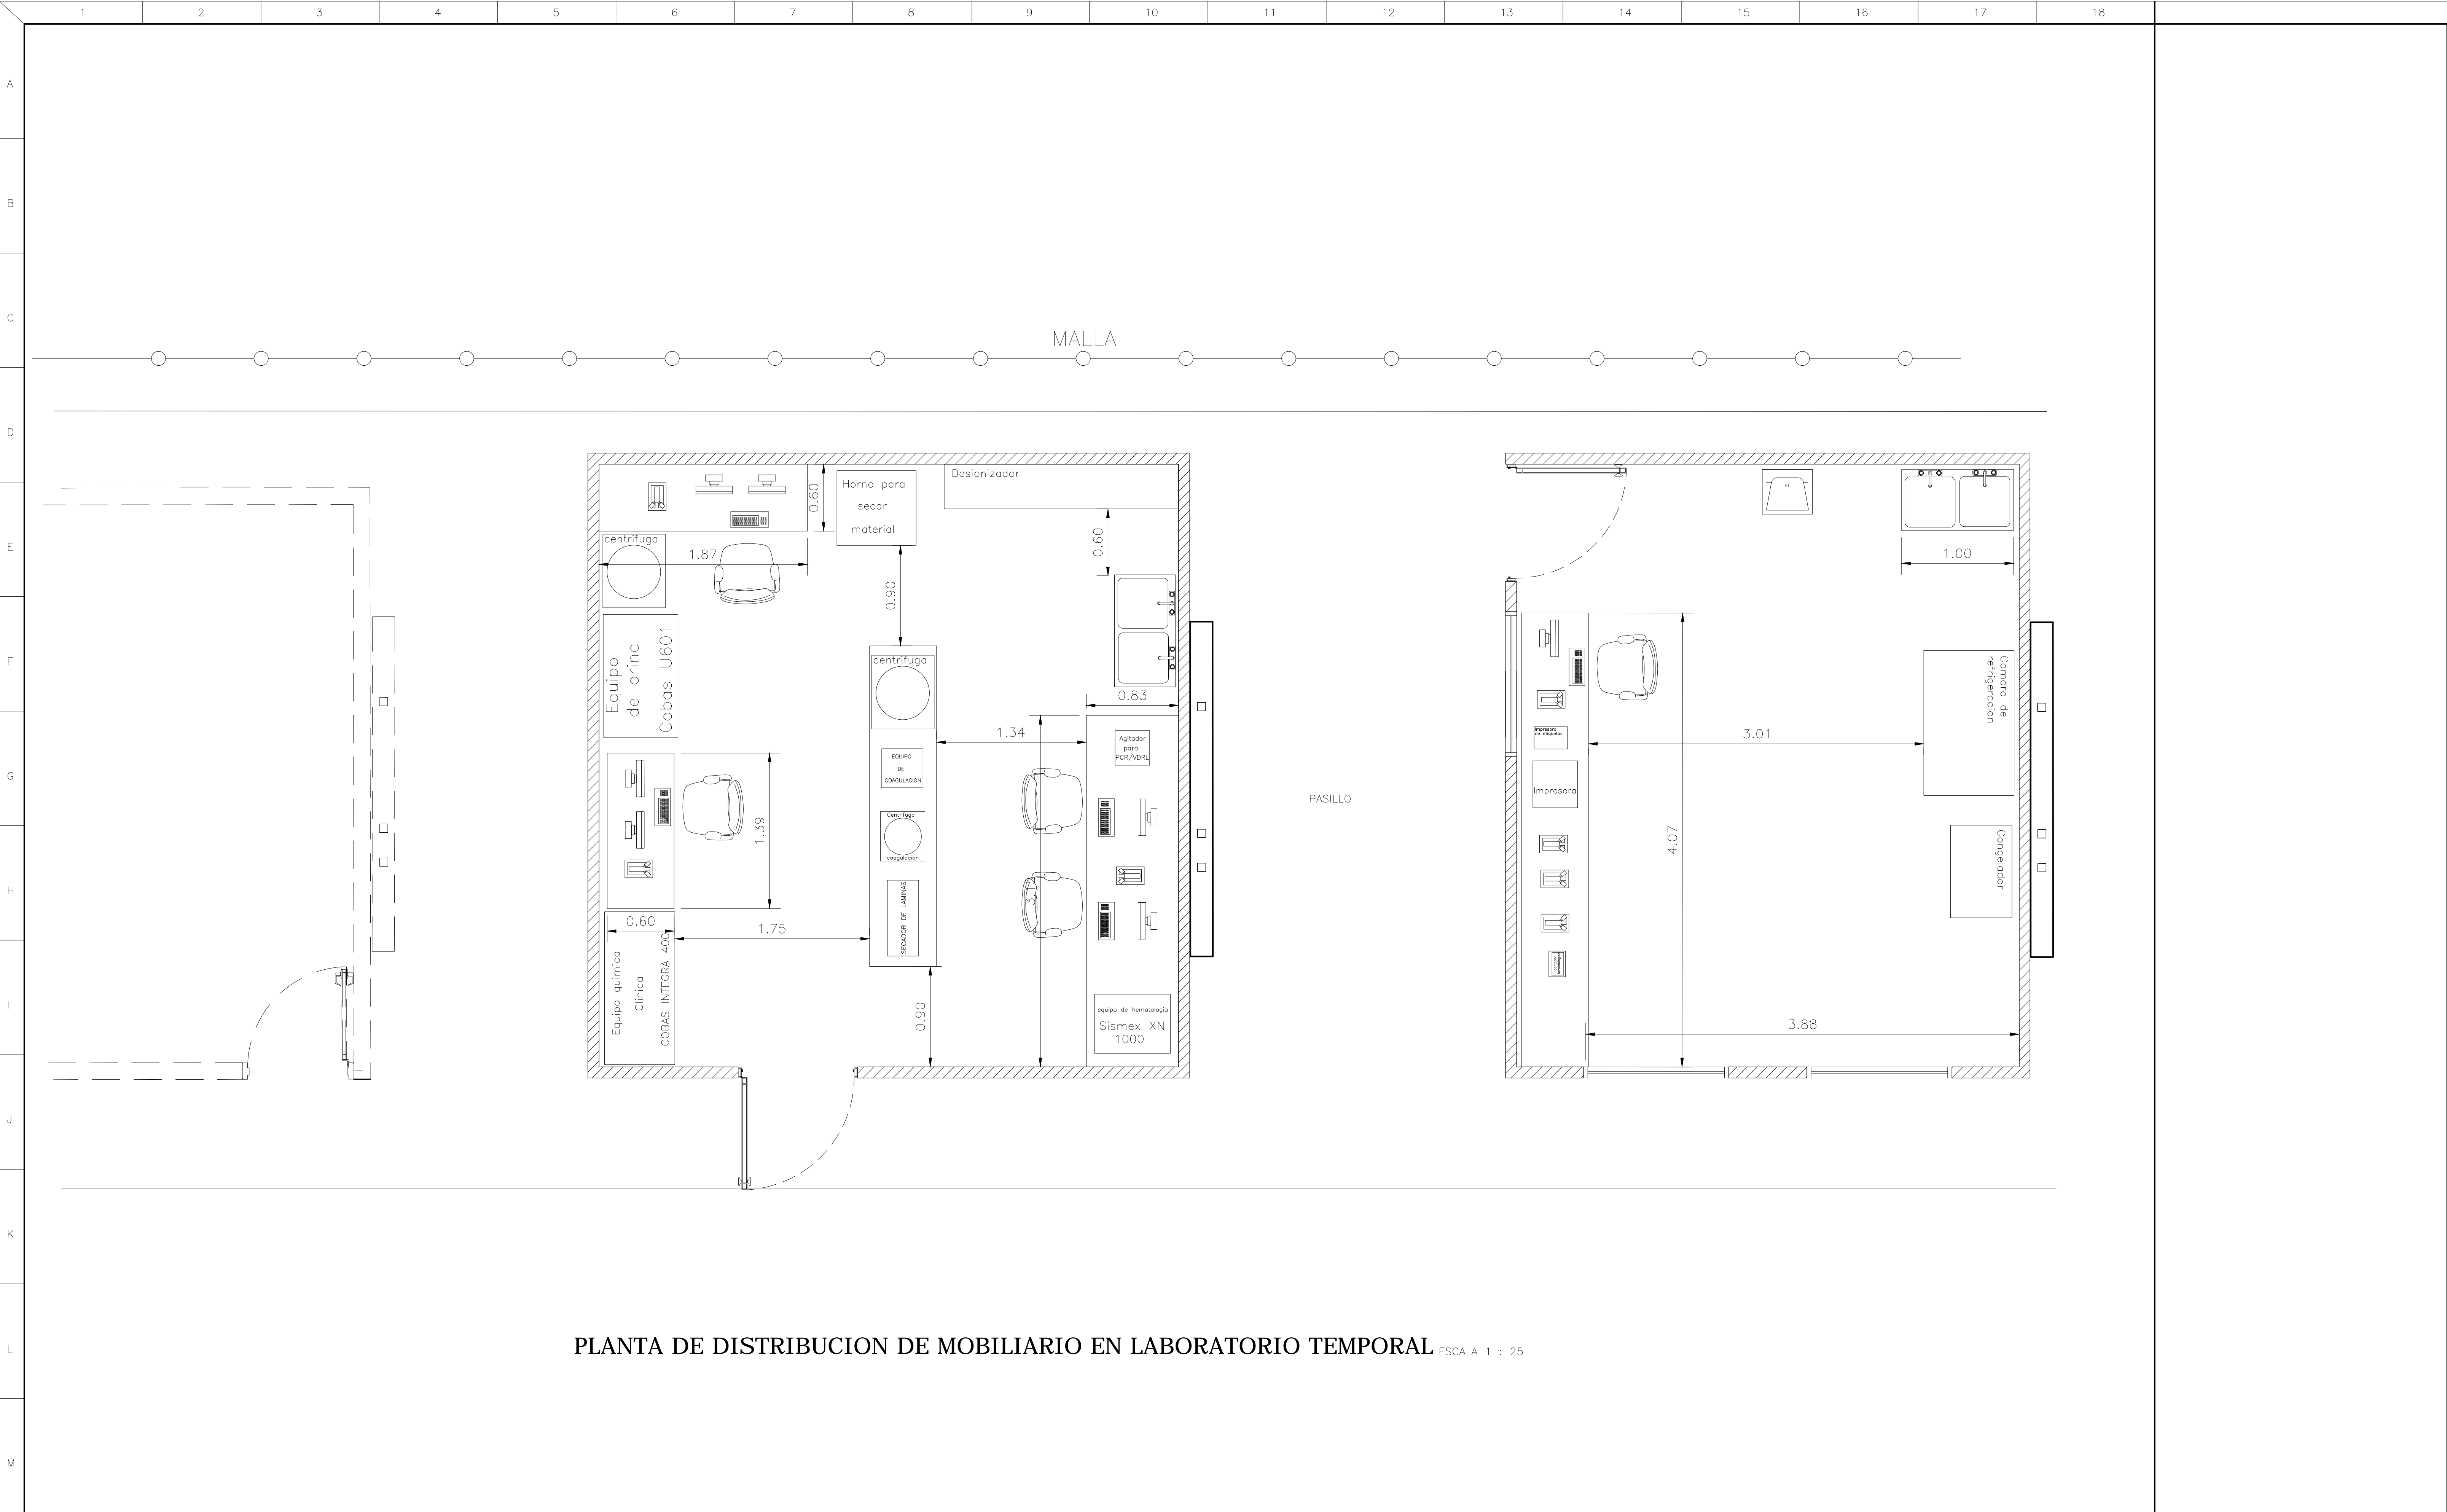 1 2 3 4 5 6 7 8 9 10 11 12 13 14 15 16 17 18
A
B
C
D
E
F
G
H
I
J
K
L
M
MALLA
0.60
Horno para
secar
material
Desionizador
centrifuga
1.87
0.90
0.60
Equipo
de orina
Cobas U601
centrifuga
0.83
1.34
EQUIPO
DE
COAGULACION
Agitador
para
PCR/VDRL
1.39
Centrifuga
coagulacion
SECADOR DE LAMINAS
0.60
1.75
Equipo quimica
Clinica
COBAS INTEGRA 400
0.90
equipo de hematologia
Sismex XN
1000
PASILLO
1.00
Camara de
refrigeracion
Impresora
de etiquetas
3.01
Impresora
4.07
Congelador
3.88
PLANTA DE DISTRIBUCION DE MOBILIARIO EN LABORATORIO TEMPORAL ESCALA 1 : 25